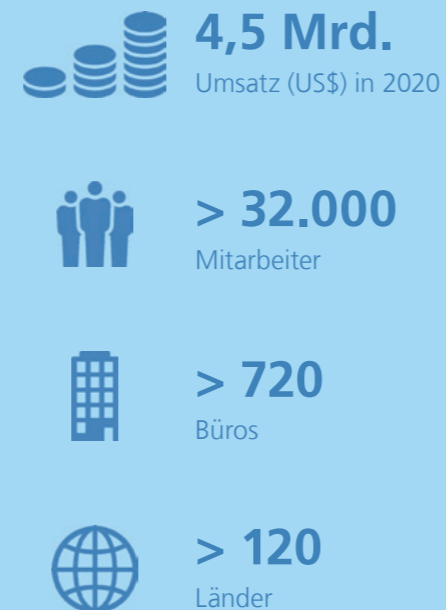 4,5 Mrd.
Umsatz (US$) in 2020
> 32.000
Mitarbeiter
> 720
Büros
> 120
Länder